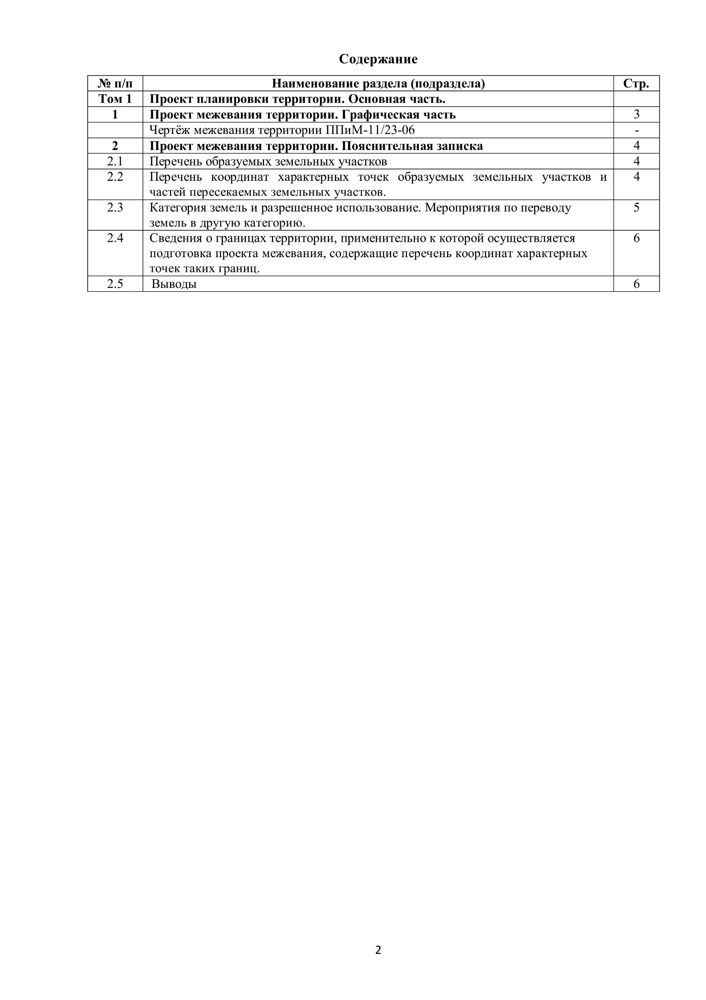 Содержание
№ п/п Наименование раздела (подраздела) Стр.
Том 1 Проект планировки территории. Основная часть.
1 Проект межевания территории. Графическая часть 3
Чертёж межевания территории ППиМ-11/23-06 -
2 Проект межевания территории. Пояснительная записка 4
2.1 Перечень образуемых земельных участков 4
2.2 Перечень координат характерных точек образуемых земельных участков и 4
частей пересекаемых земельных участков.
2.3 Категория земель и разрешенное использование. Мероприятия по переводу 5
земель в другую категорию.
2.4 Сведения о границах территории, применительно к которой осуществляется 6
подготовка проекта межевания, содержащие перечень координат характерных
точек таких границ.
2.5 Выводы 6
2